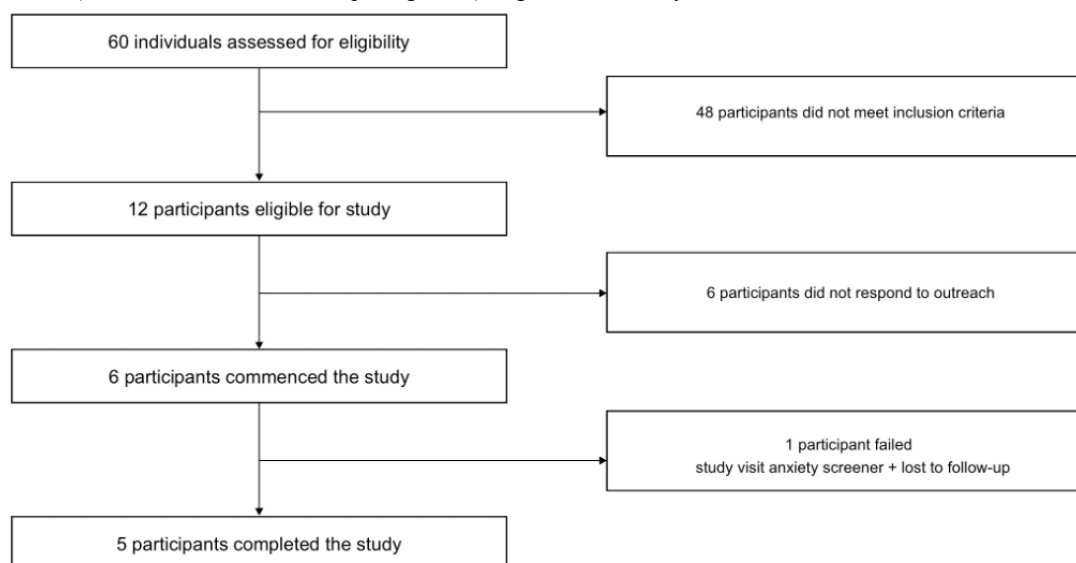 60 individuals assessed for eligibility
48 participants did not meet inclusion criteria
12 participants eligible for study
6 participants did not respond to outreach
6 participants commenced the study
1 participant failed
study visit anxiety screener + lost to follow-up
5 participants completed the study